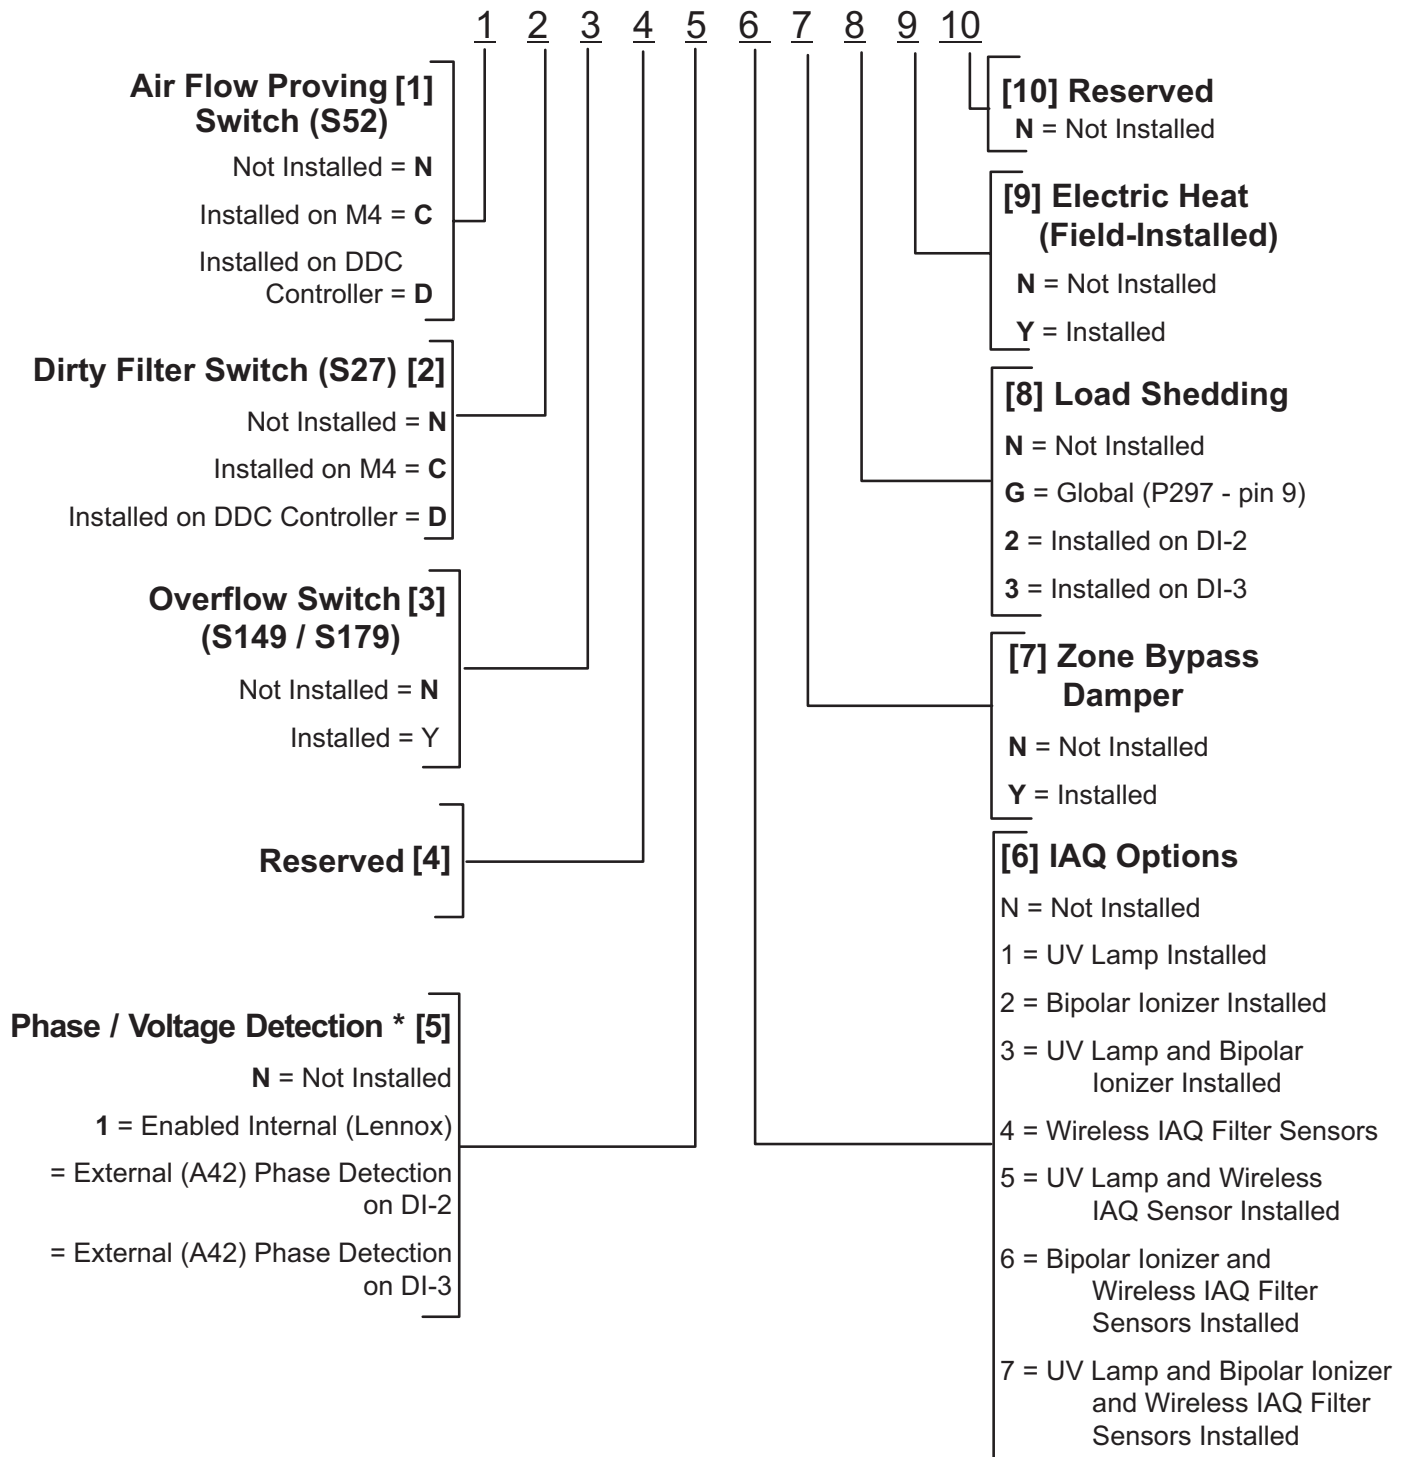 1 2 3 4 5 6 7 8 9 10
Air Flow Proving [1]
Switch (S52)
Not Installed = N
Installed on M4 = C
Installed on DDC
Controller = D
Dirty Filter Switch (S27) [2]
Not Installed = N
Installed on M4 = C
Installed on DDC Controller = D
Overflow Switch [3]
(S149 / S179)
Not Installed = N
Installed = Y
Reserved [4]
Phase / Voltage Detection * [5]
N = Not Installed
1 = Enabled Internal (Lennox)
= External (A42) Phase Detection
on DI-2
= External (A42) Phase Detection
on DI-3
[10] Reserved
N = Not Installed
[9] Electric Heat
(Field-Installed)
N = Not Installed
Y = Installed
[8] Load Shedding
N = Not Installed
G = Global (P297 - pin 9)
2 = Installed on DI-2
3 = Installed on DI-3
[7] Zone Bypass
Damper
N = Not Installed
Y = Installed
[6] IAQ Options
N = Not Installed
1 = UV Lamp Installed
2 = Bipolar Ionizer Installed
3 = UV Lamp and Bipolar
Ionizer Installed
4 = Wireless IAQ Filter Sensors
5 = UV Lamp and Wireless
IAQ Sensor Installed
6 = Bipolar Ionizer and
Wireless IAQ Filter
Sensors Installed
7 = UV Lamp and Bipolar Ionizer
and Wireless IAQ Filter
Sensors Installed